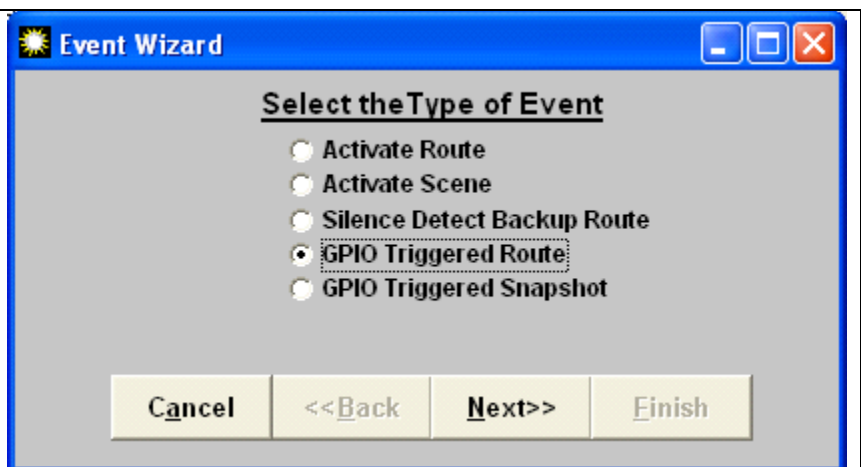 Event Wizard
Select theType of Event
Activate Route
Activate Scene
Silence Detect Backup Route
GPIO Triggered Route
GPIO Triggered Snapshot
Cancel <<Back Next>> Finish